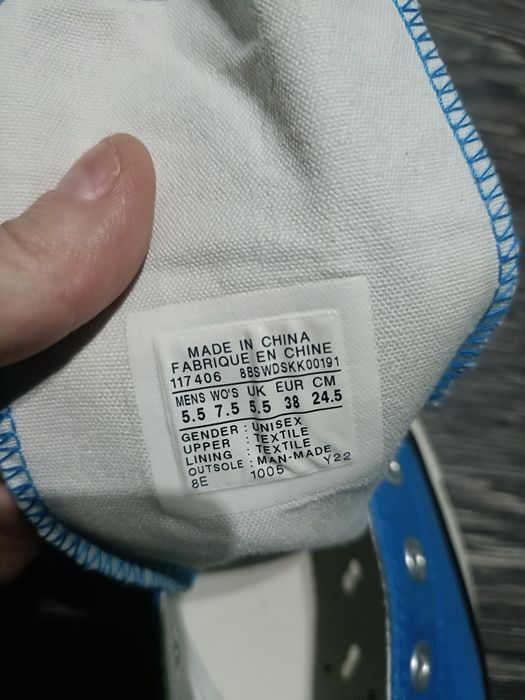 MADE IN CHINA
FABRIQUE EN CHINE
117406 8BSWDSKK00191
MENS WO'S UK EUR CM
5.5 7.5 5.5 38 24.5
GENDER : UNISEX
UPPER : TEXTILE
LINING : TEXTILE
OUTSOLE : MAN-MADE
8E 1005 Y22